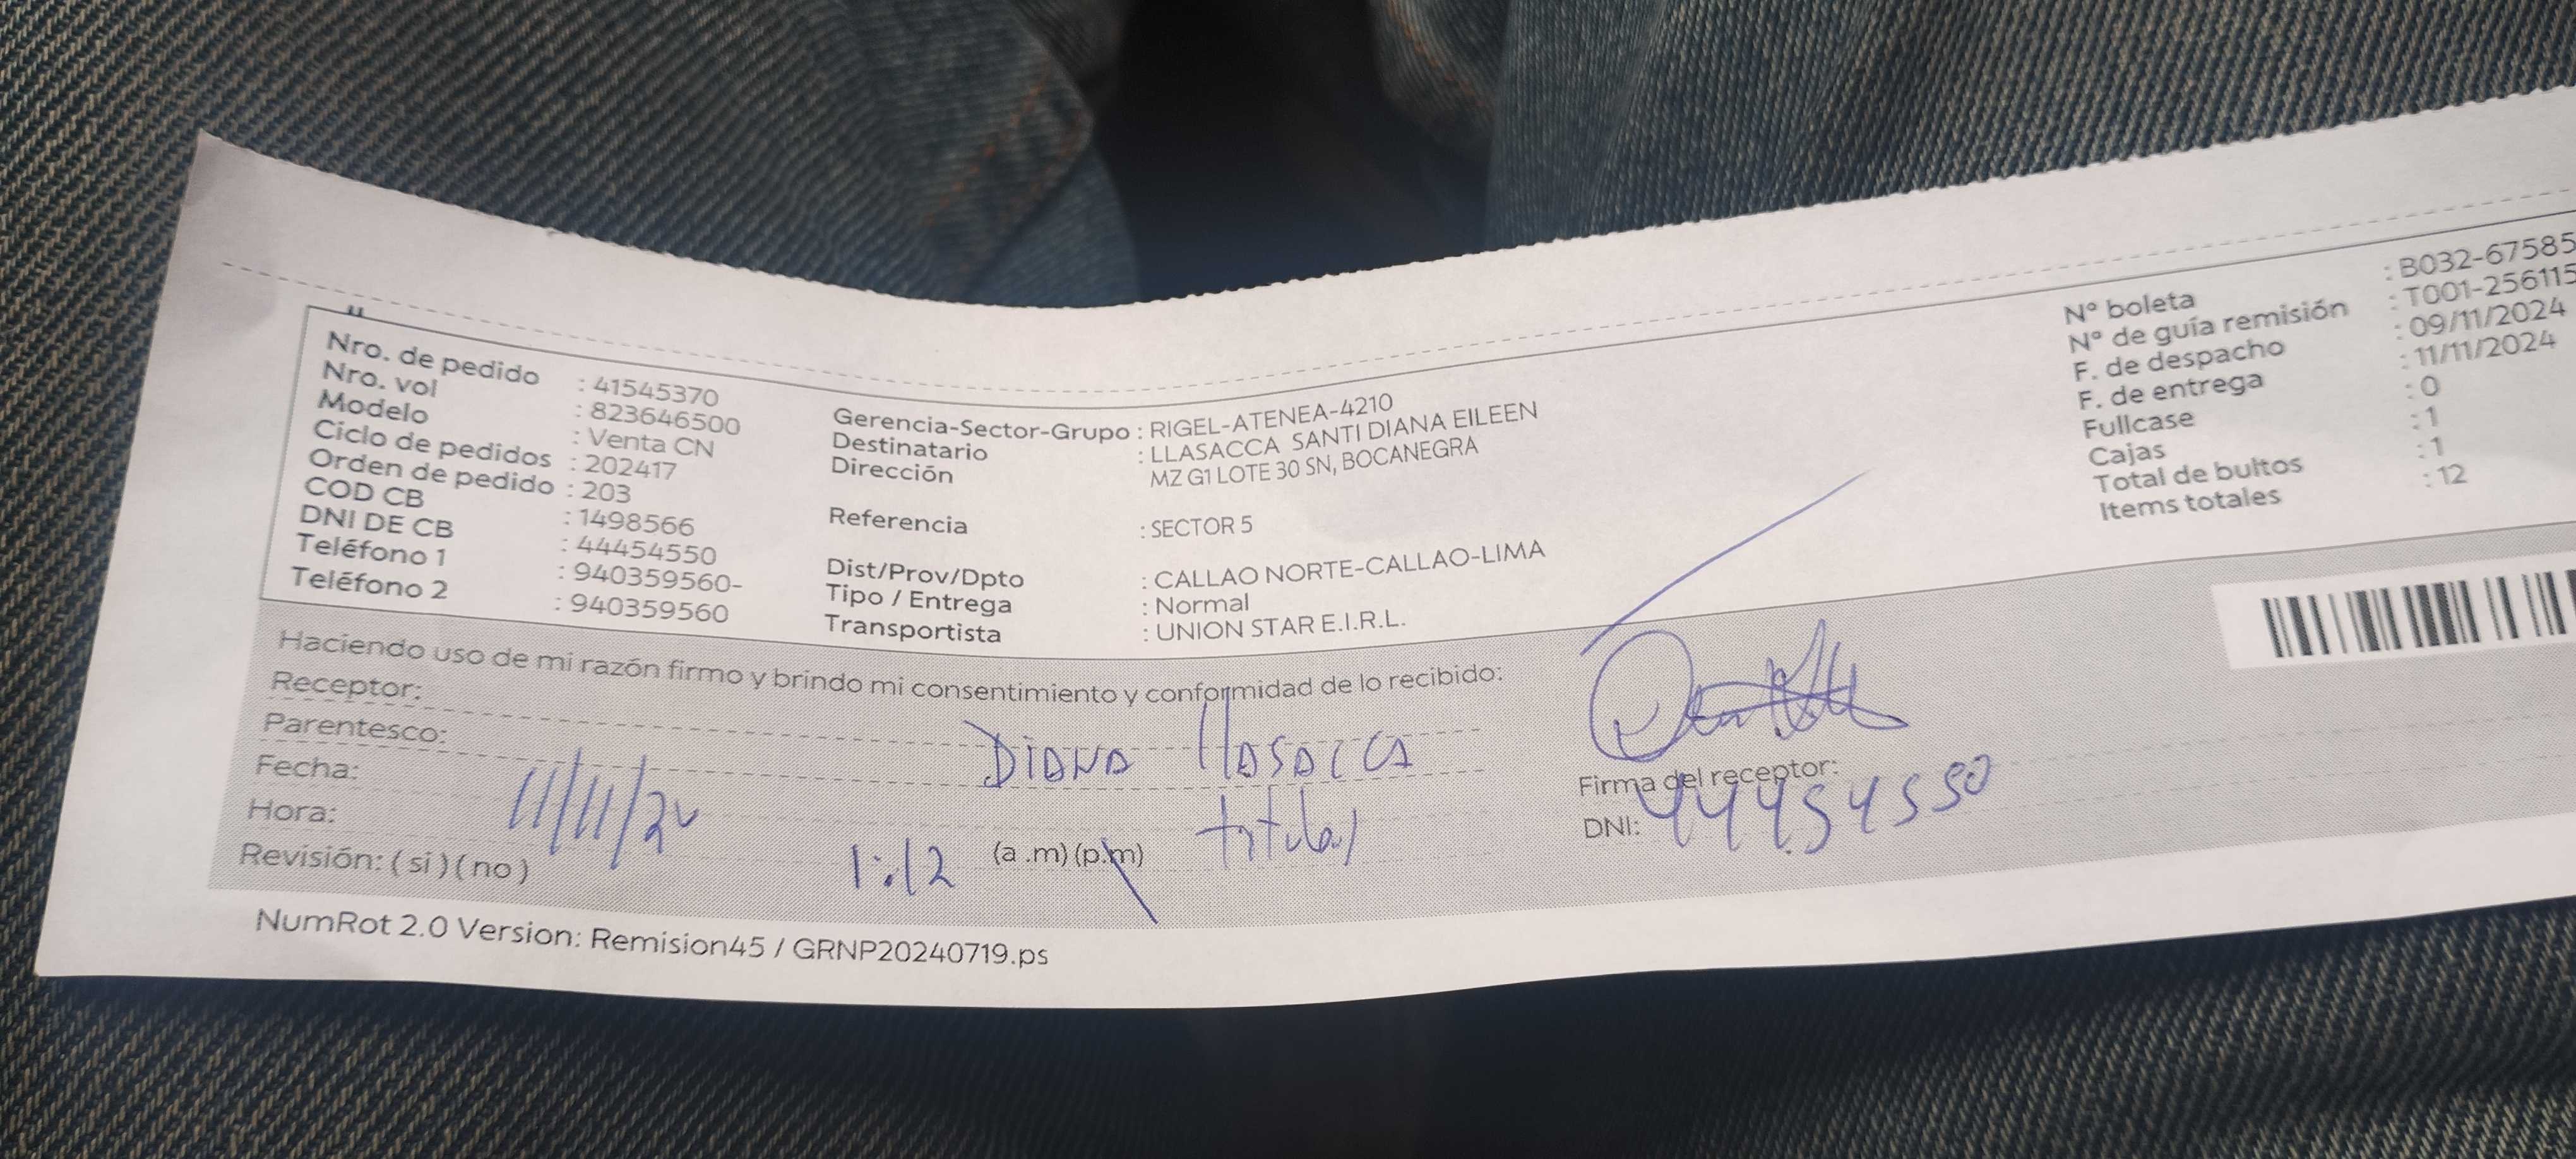 Nro. de pedido : 41545370
Nro. vol : 823646500
Modelo : Venta CN
Ciclo de pedidos : 202417
Orden de pedido : 203
COD CB : 1498566
DNI DE CB : 44454550
Teléfono 1 : 940359560-
Teléfono 2 : 940359560
Gerencia-Sector-Grupo : RIGEL-ATENEA-4210
Destinatario : LLASACCA SANTI DIANA EILEEN
Dirección MZ G1 LOTE 30 SN, BOCANEGRA
Referencia : SECTOR 5
Dist/Prov/Dpto : CALLAO NORTE-CALLAO-LIMA
Tipo / Entrega : Normal
Transportista : UNION STAR E.I.R.L.
N° boleta : B032-67585
N° de guía remisión : T001-256115
F. de despacho : 09/11/2024
F. de entrega : 11/11/2024
Fullcase : 0
Cajas : 1
Total de bultos : 1
Items totales : 12
Haciendo uso de mi razón firmo y brindo mi consentimiento y conformidad de lo recibido:
Receptor: DIANA llASACCA
Parentesco: titular
Fecha: 11/11/24
Hora: 1:12 (a .m) (p.m)
Revisión: ( si ) ( no )
Firma del receptor:
DNI: 44454550
NumRot 2.0 Version: Remision45 / GRNP20240719.ps